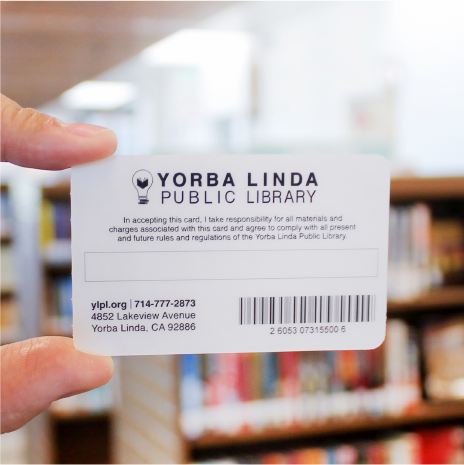 YORBA LINDA
PUBLIC LIBRARY
In accepting this card, I take responsibility for all materials and
charges associated with this card and agree to comply with all present
and future rules and regulations of the Yorba Linda Public Library.
ylpl.org | 714-777-2873
4852 Lakeview Avenue
Yorba Linda, CA 92886
2 6053 07315500 6